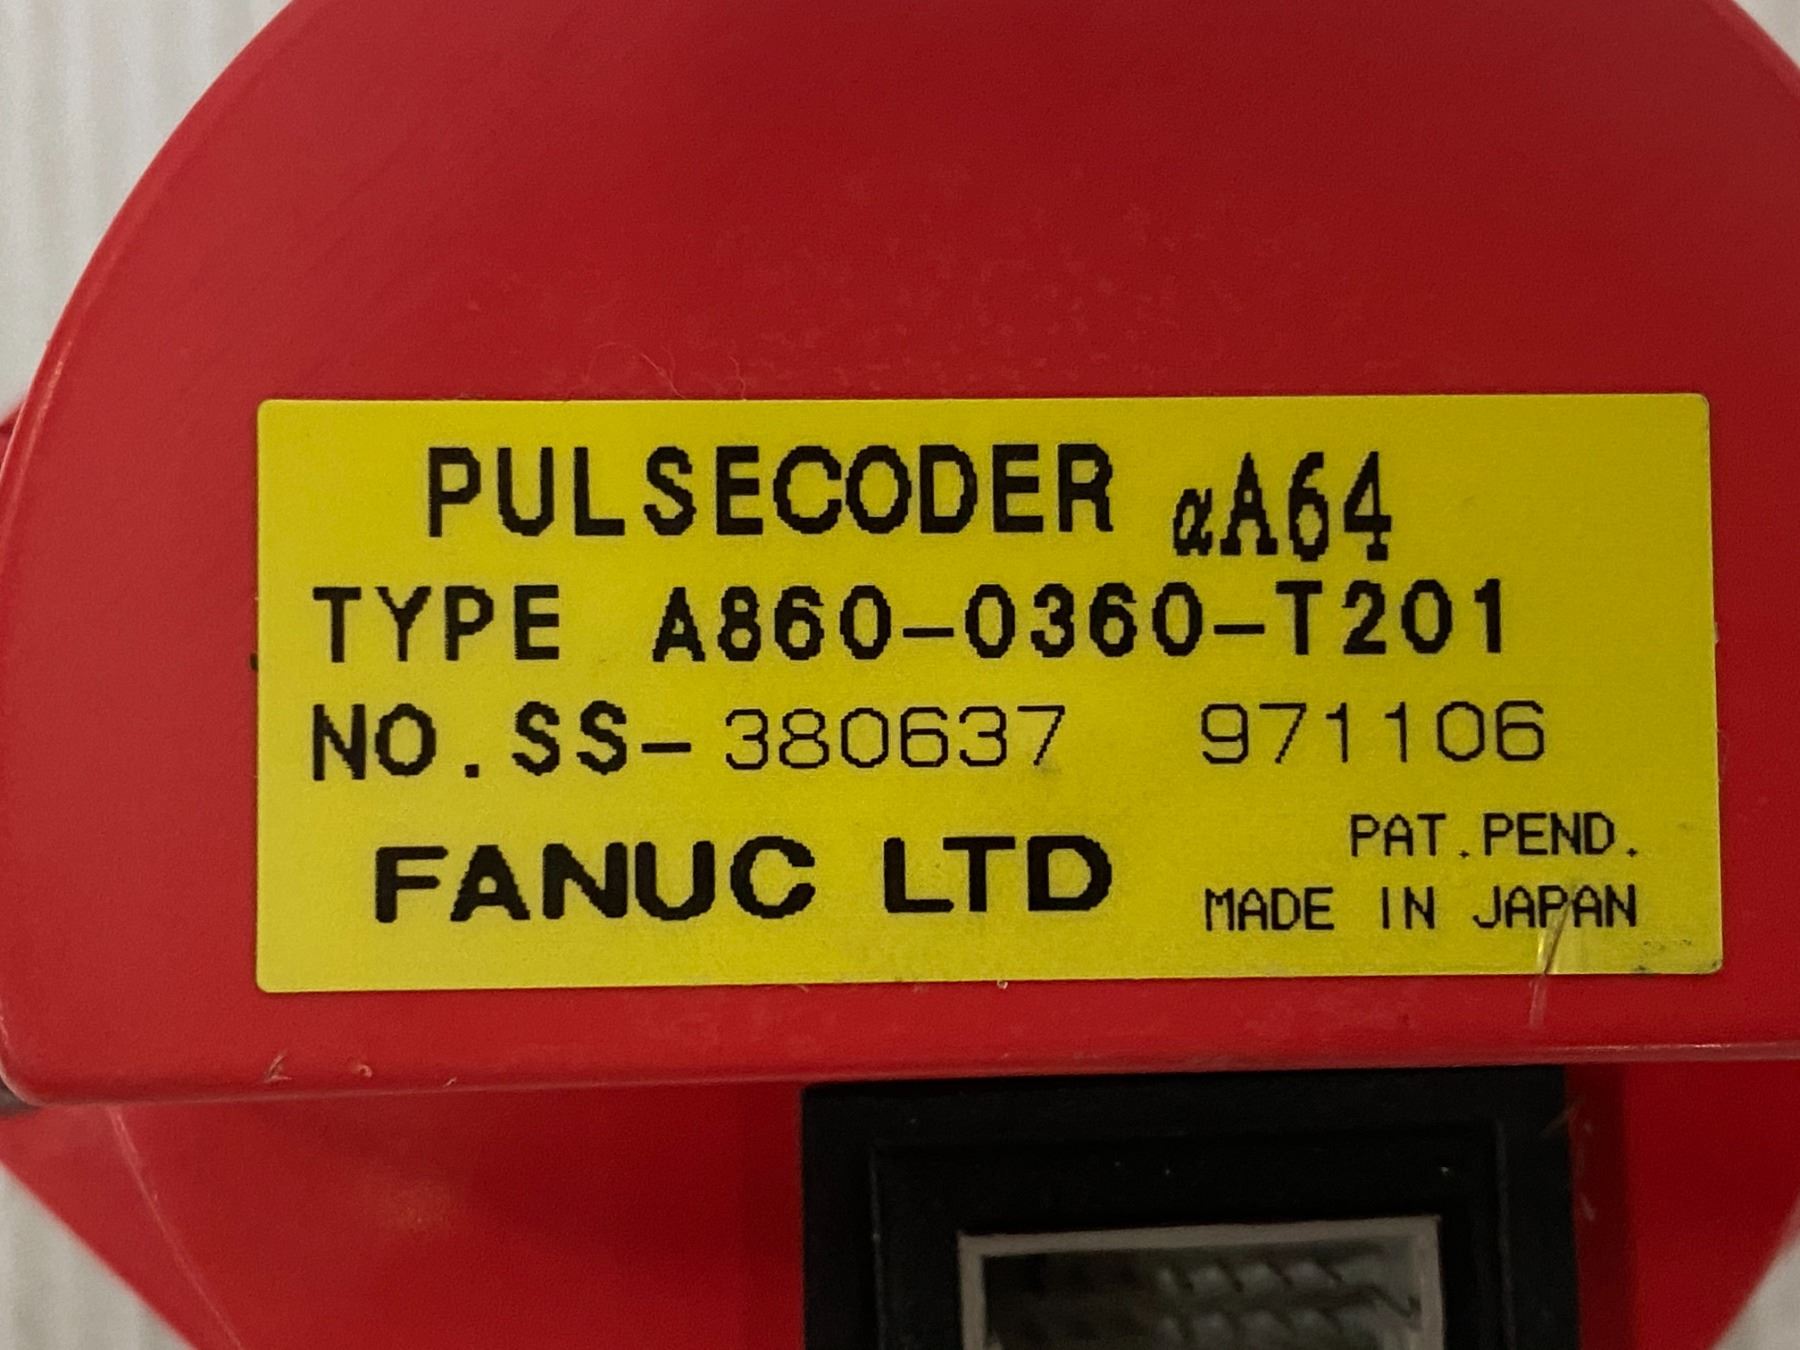 PULSECODER αA64
TYPE A860-0360-T201
NO.SS-380637 971106
PAT.PEND.
FANUC LTD MADE IN JAPAN